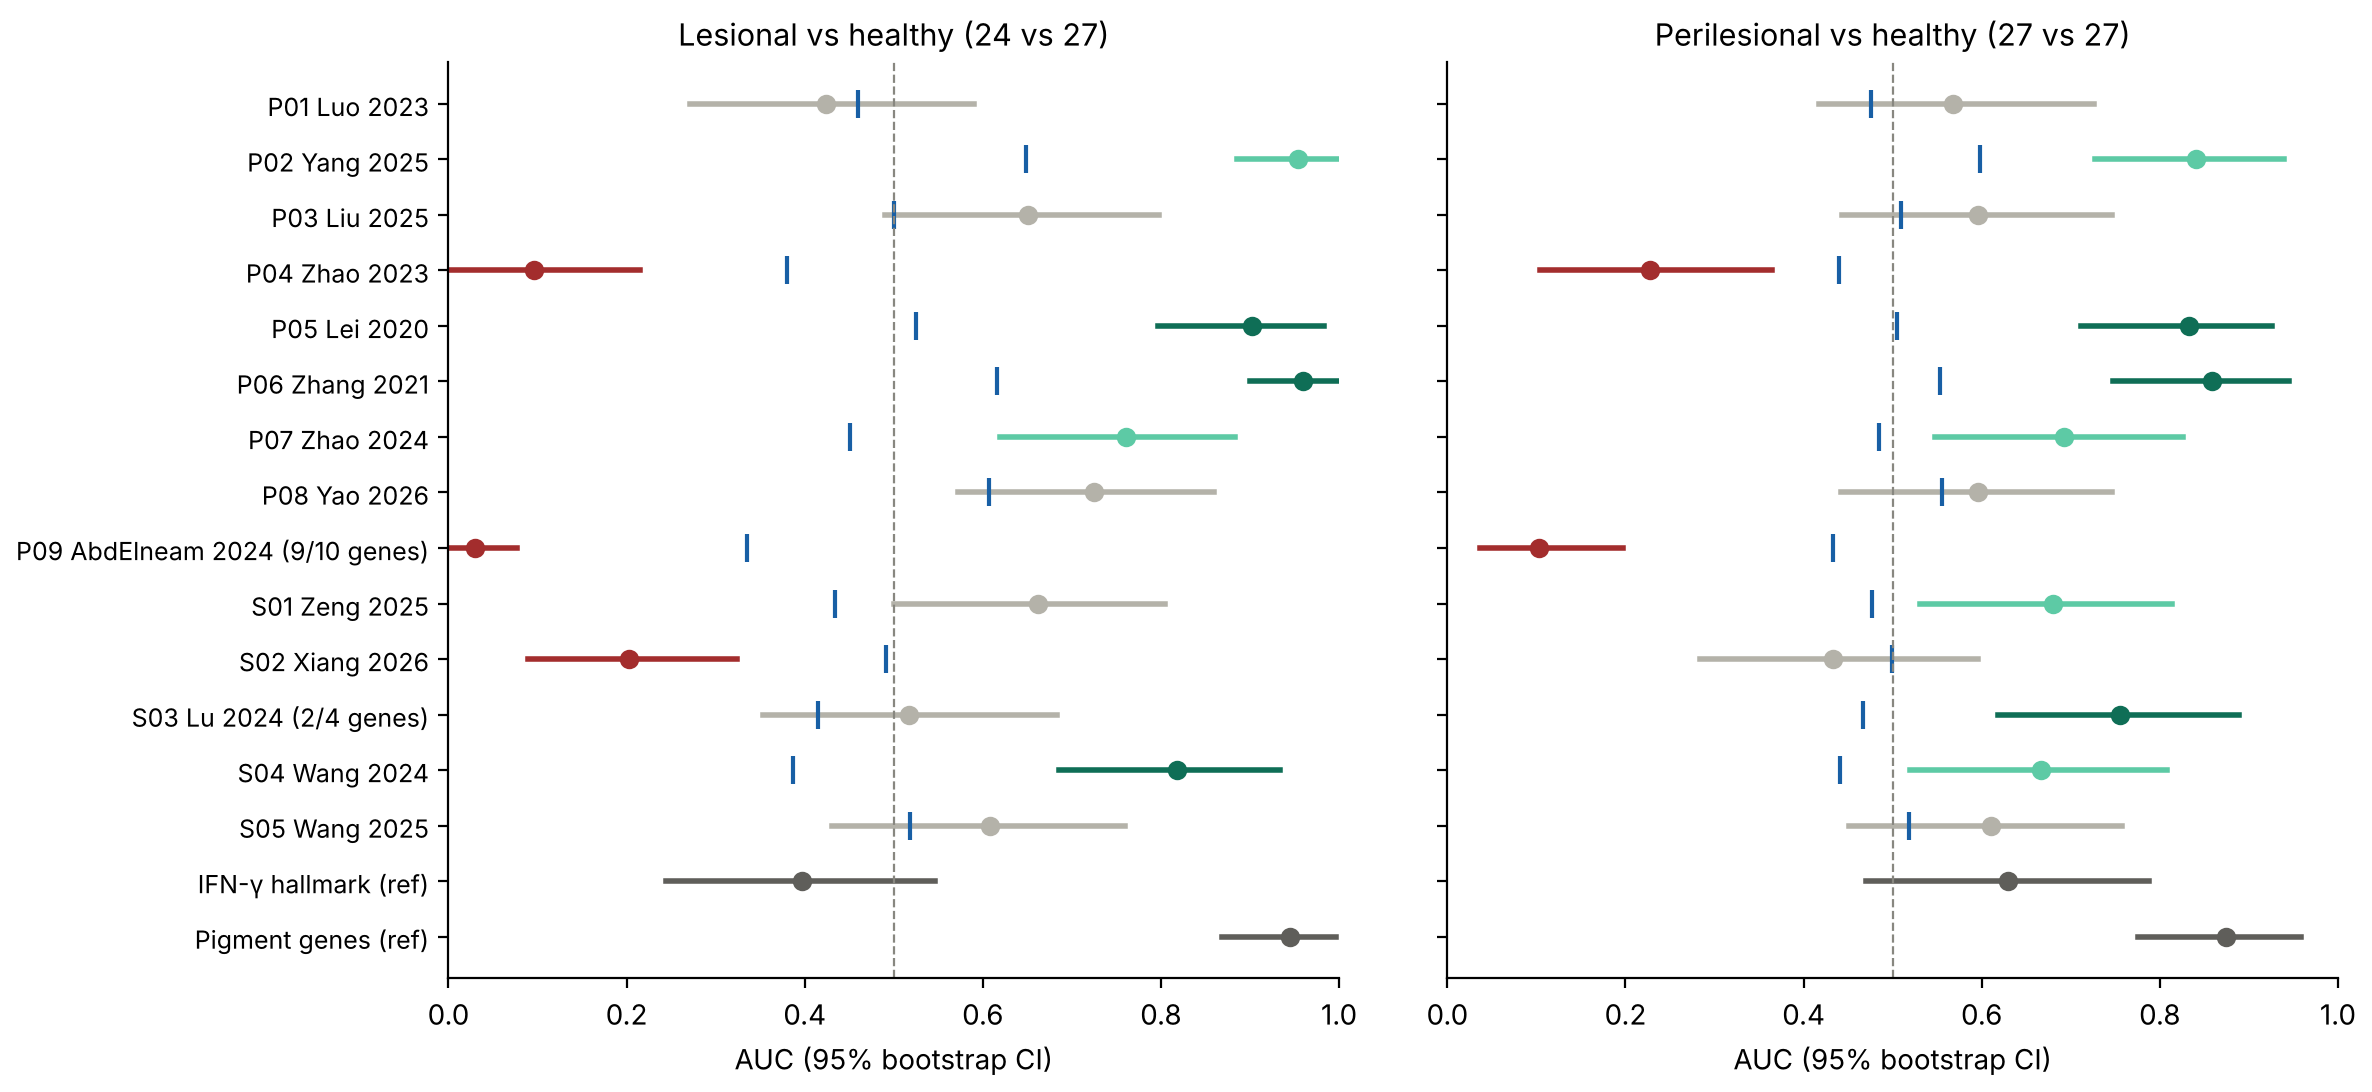 Lesional vs healthy (24 vs 27)
Perilesional vs healthy (27 vs 27)
P01 Luo 2023
P02 Yang 2025
P03 Liu 2025
P04 Zhao 2023
P05 Lei 2020
P06 Zhang 2021
P07 Zhao 2024
P08 Yao 2026
P09 AbdElneam 2024 (9/10 genes)
S01 Zeng 2025
S02 Xiang 2026
S03 Lu 2024 (2/4 genes)
S04 Wang 2024
S05 Wang 2025
IFN-γ hallmark (ref)
Pigment genes (ref)
0.0 0.2 0.4 0.6 0.8 1.0
0.0 0.2 0.4 0.6 0.8 1.0
AUC (95% bootstrap CI)
AUC (95% bootstrap CI)